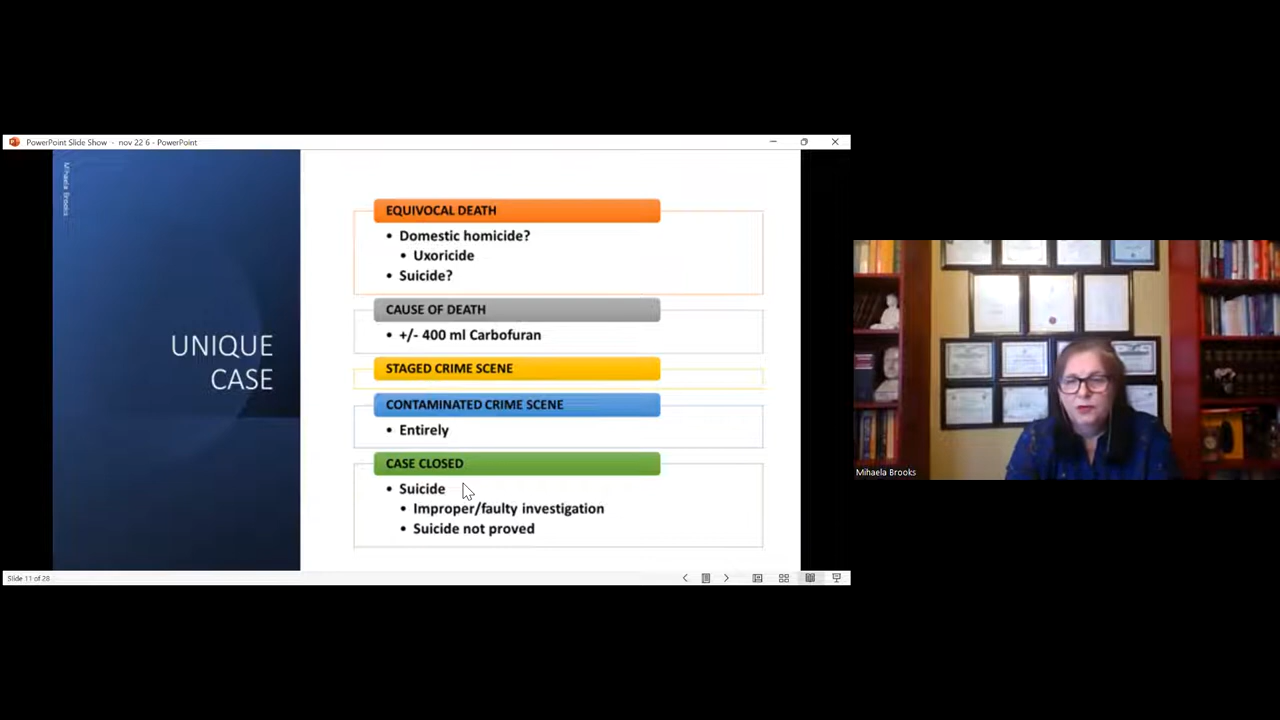 PowerPoint Slide Show - nov 22 6 - PowerPoint
Mihaela Brooks
UNIQUE
CASE
EQUIVOCAL DEATH
• Domestic homicide?
• Uxoricide
• Suicide?
CAUSE OF DEATH
• +/- 400 ml Carbofuran
STAGED CRIME SCENE
CONTAMINATED CRIME SCENE
• Entirely
CASE CLOSED
• Suicide
• Improper/faulty investigation
• Suicide not proved
Slide 11 of 28
Mihaela Brooks